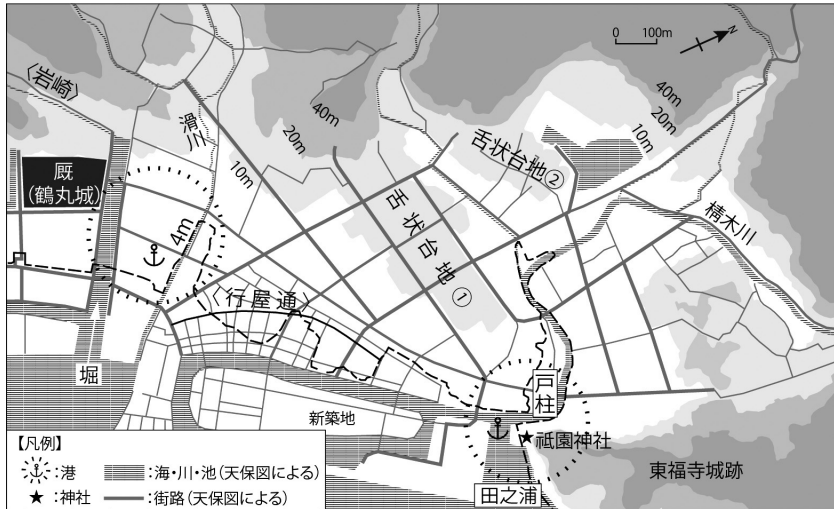 〈岩崎〉
厩
(鶴丸城)
滑川
4m
10m
20m
40m
0 100m
舌状台地②
40m
20m
10m
舌状台地①
棈木川
〈行屋通〉
堀
新築地
戸柱
祇園神社
田之浦
東福寺城跡
【凡例】
:港
:海・川・池(天保図による)
★:神社
:街路(天保図による)